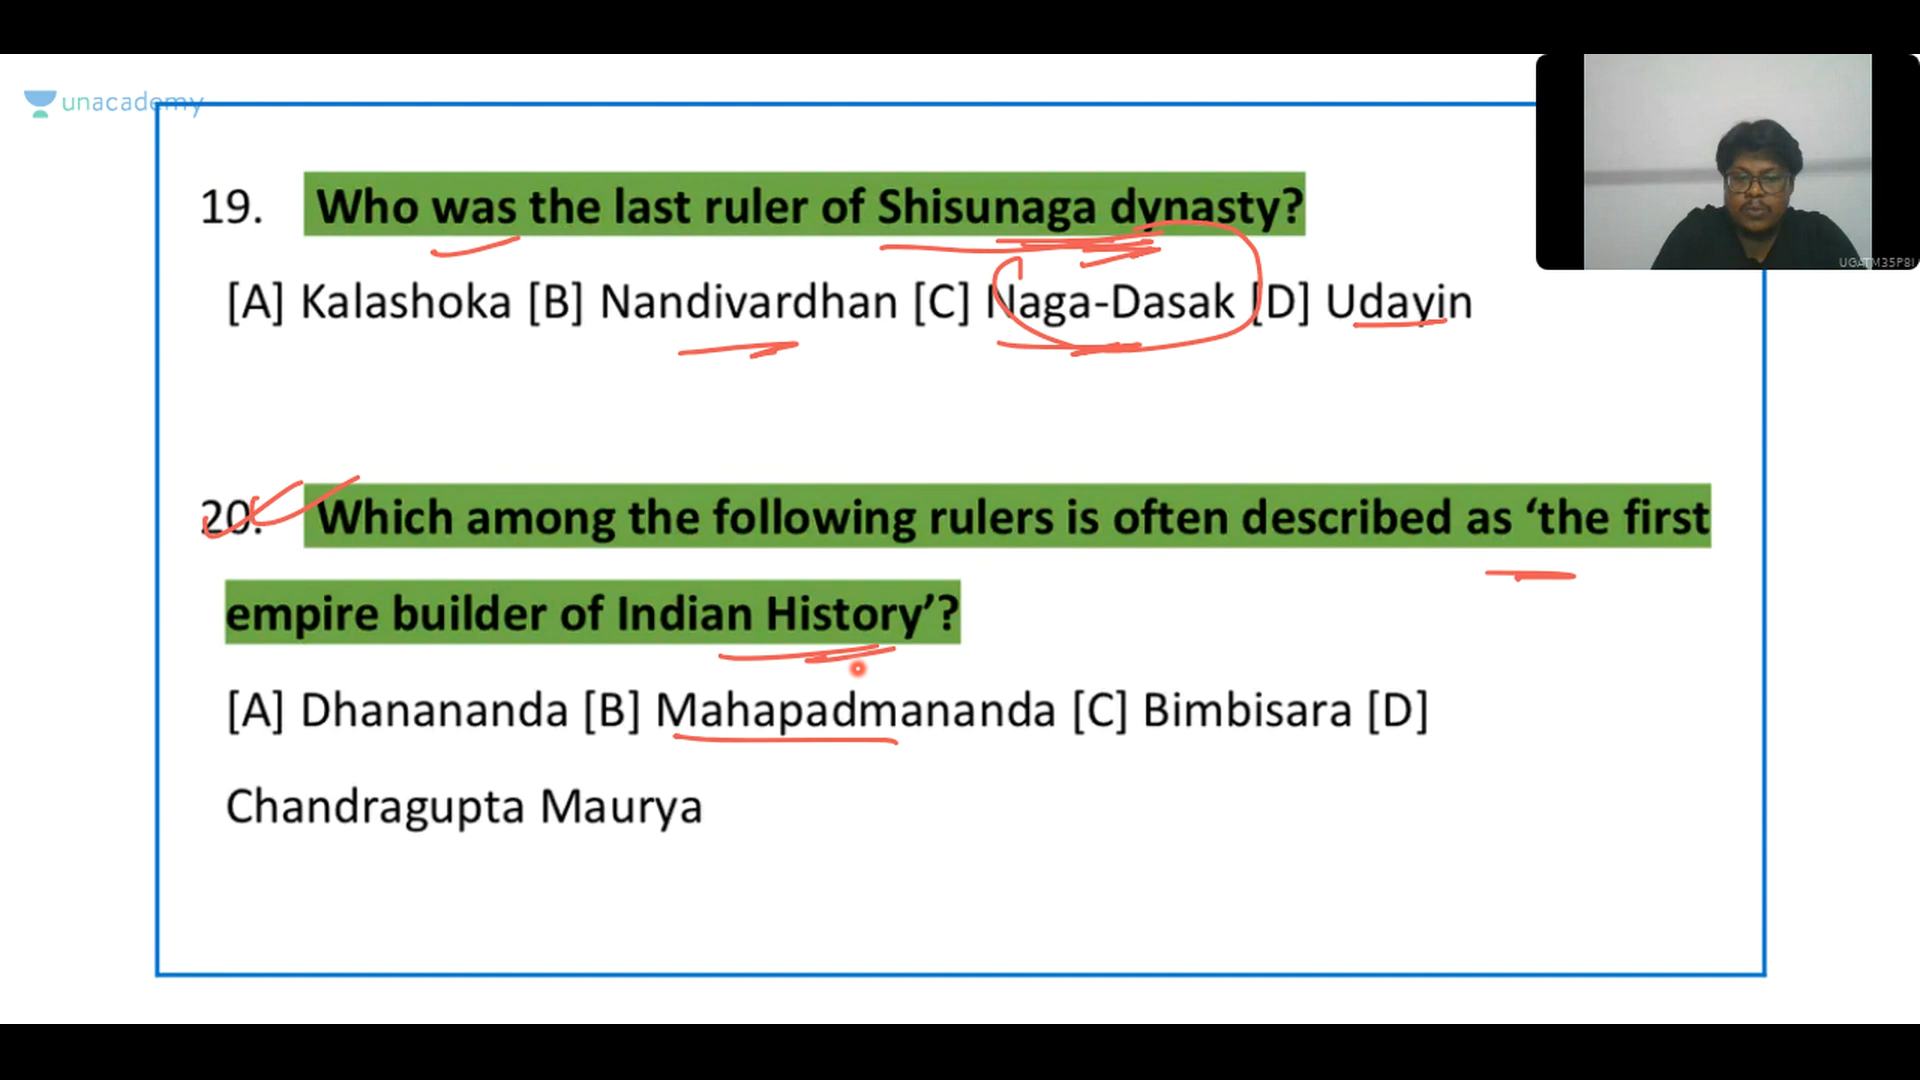 unacademy
19. Who was the last ruler of Shisunaga dynasty?
[A] Kalashoka [B] Nandivardhan [C] Naga-Dasak [D] Udayin
20. Which among the following rulers is often described as ‘the first
empire builder of Indian History’?
[A] Dhanananda [B] Mahapadmananda [C] Bimbisara [D]
Chandragupta Maurya